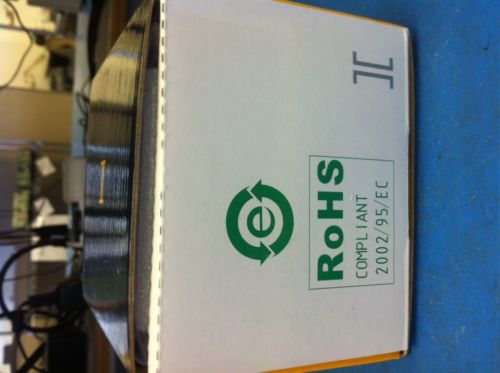 e
RoHS
COMPLIANT
2002/95/EC